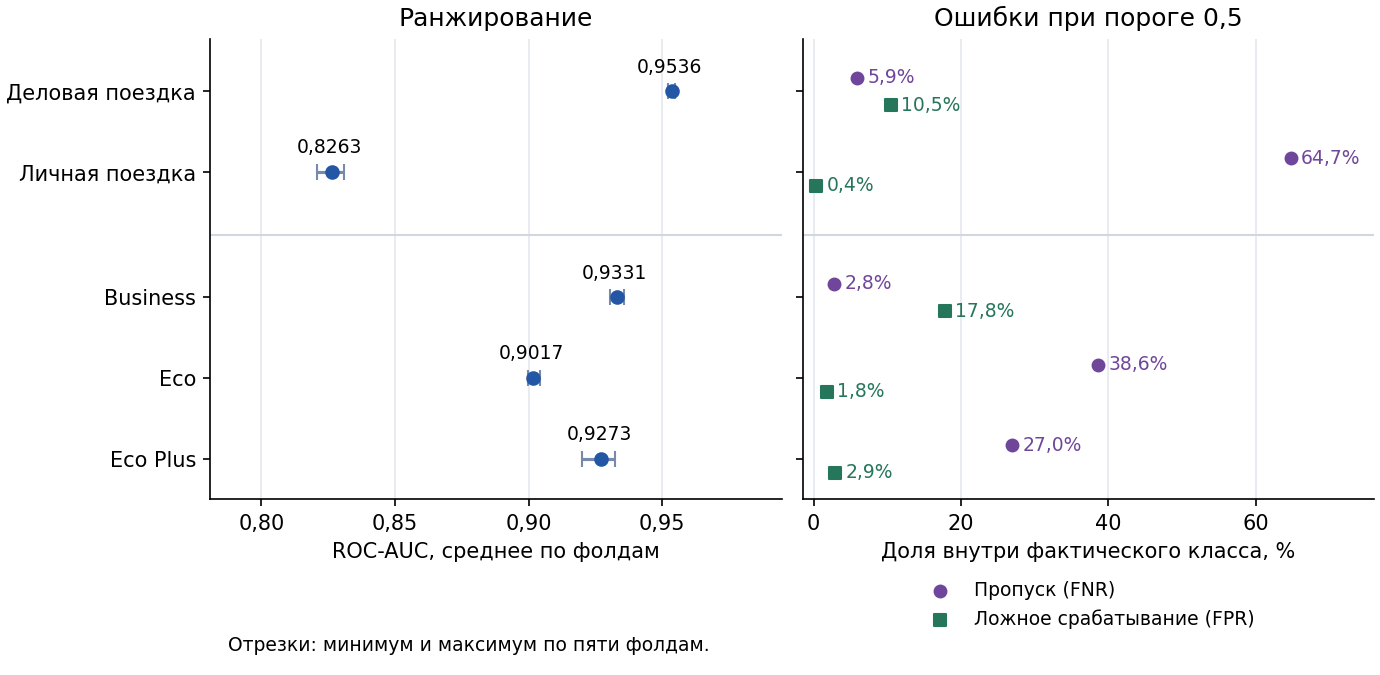 Ранжирование
0,9536
Деловая поездка
0,8263
Личная поездка
0,9331
Business
0,9017
Eco
0,9273
Eco Plus
0,80 0,85 0,90 0,95
ROC-AUC, среднее по фолдам
Отрезки: минимум и максимум по пяти фолдам.
Ошибки при пороге 0,5
5,9%
10,5%
64,7%
0,4%
2,8%
17,8%
38,6%
1,8%
27,0%
2,9%
0 20 40 60
Доля внутри фактического класса, %
Пропуск (FNR)
Ложное срабатывание (FPR)